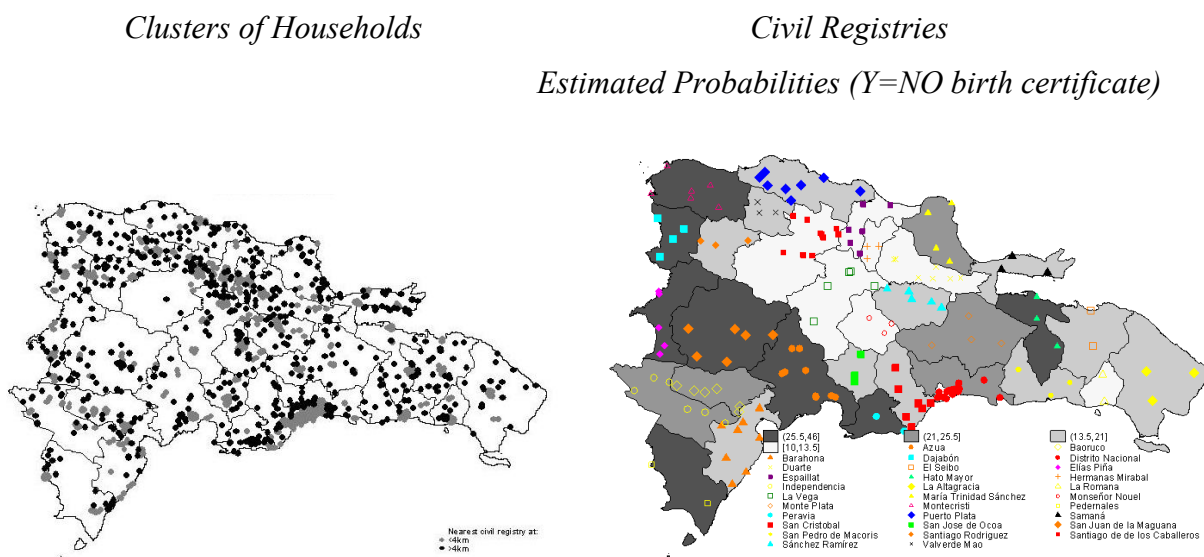 Clusters of Households
Civil Registries
Estimated Probabilities (Y=NO birth certificate)
Nearest civil registry at:
<4km
>4km
(25.5,46]
(21,25.5]
(13.5,21]
[10,13.5]
Azua
Baoruco
Barahona
Dajabón
Distrito Nacional
Duarte
El Seibo
Elías Piña
Espaillat
Hato Mayor
Hermanas Mirabal
Independencia
La Altagracia
La Romana
La Vega
María Trinidad Sánchez
Monseñor Nouel
Monte Plata
Montecristi
Pedernales
Peravia
Puerto Plata
Samaná
San Cristobal
San Jose de Ocoa
San Juan de la Maguana
San Pedro de Macoris
Santiago Rodriguez
Santiago de de los Caballeros
Sánchez Ramírez
Valverde Mao